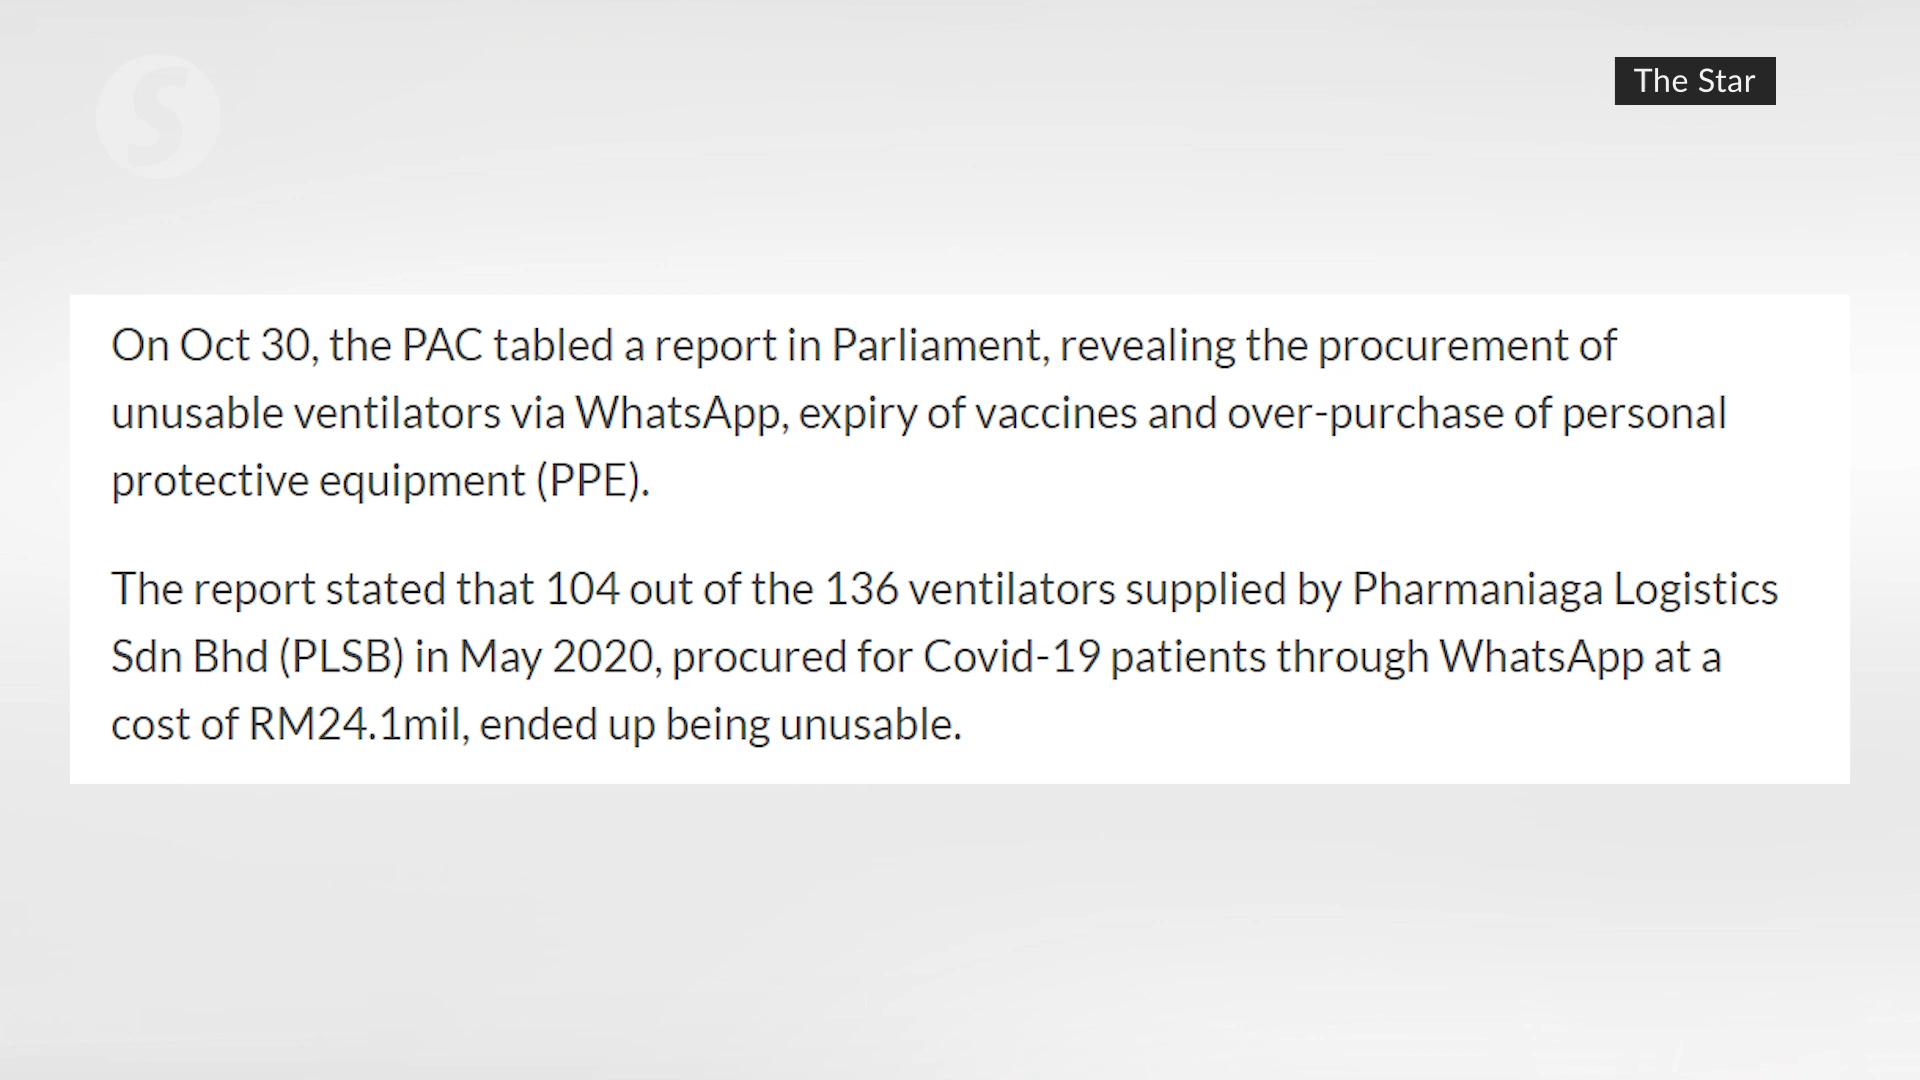 The Star
On Oct 30, the PAC tabled a report in Parliament, revealing the procurement of
unusable ventilators via WhatsApp, expiry of vaccines and over-purchase of personal
protective equipment (PPE).
The report stated that 104 out of the 136 ventilators supplied by Pharmaniaga Logistics
Sdn Bhd (PLSB) in May 2020, procured for Covid-19 patients through WhatsApp at a
cost of RM24.1mil, ended up being unusable.